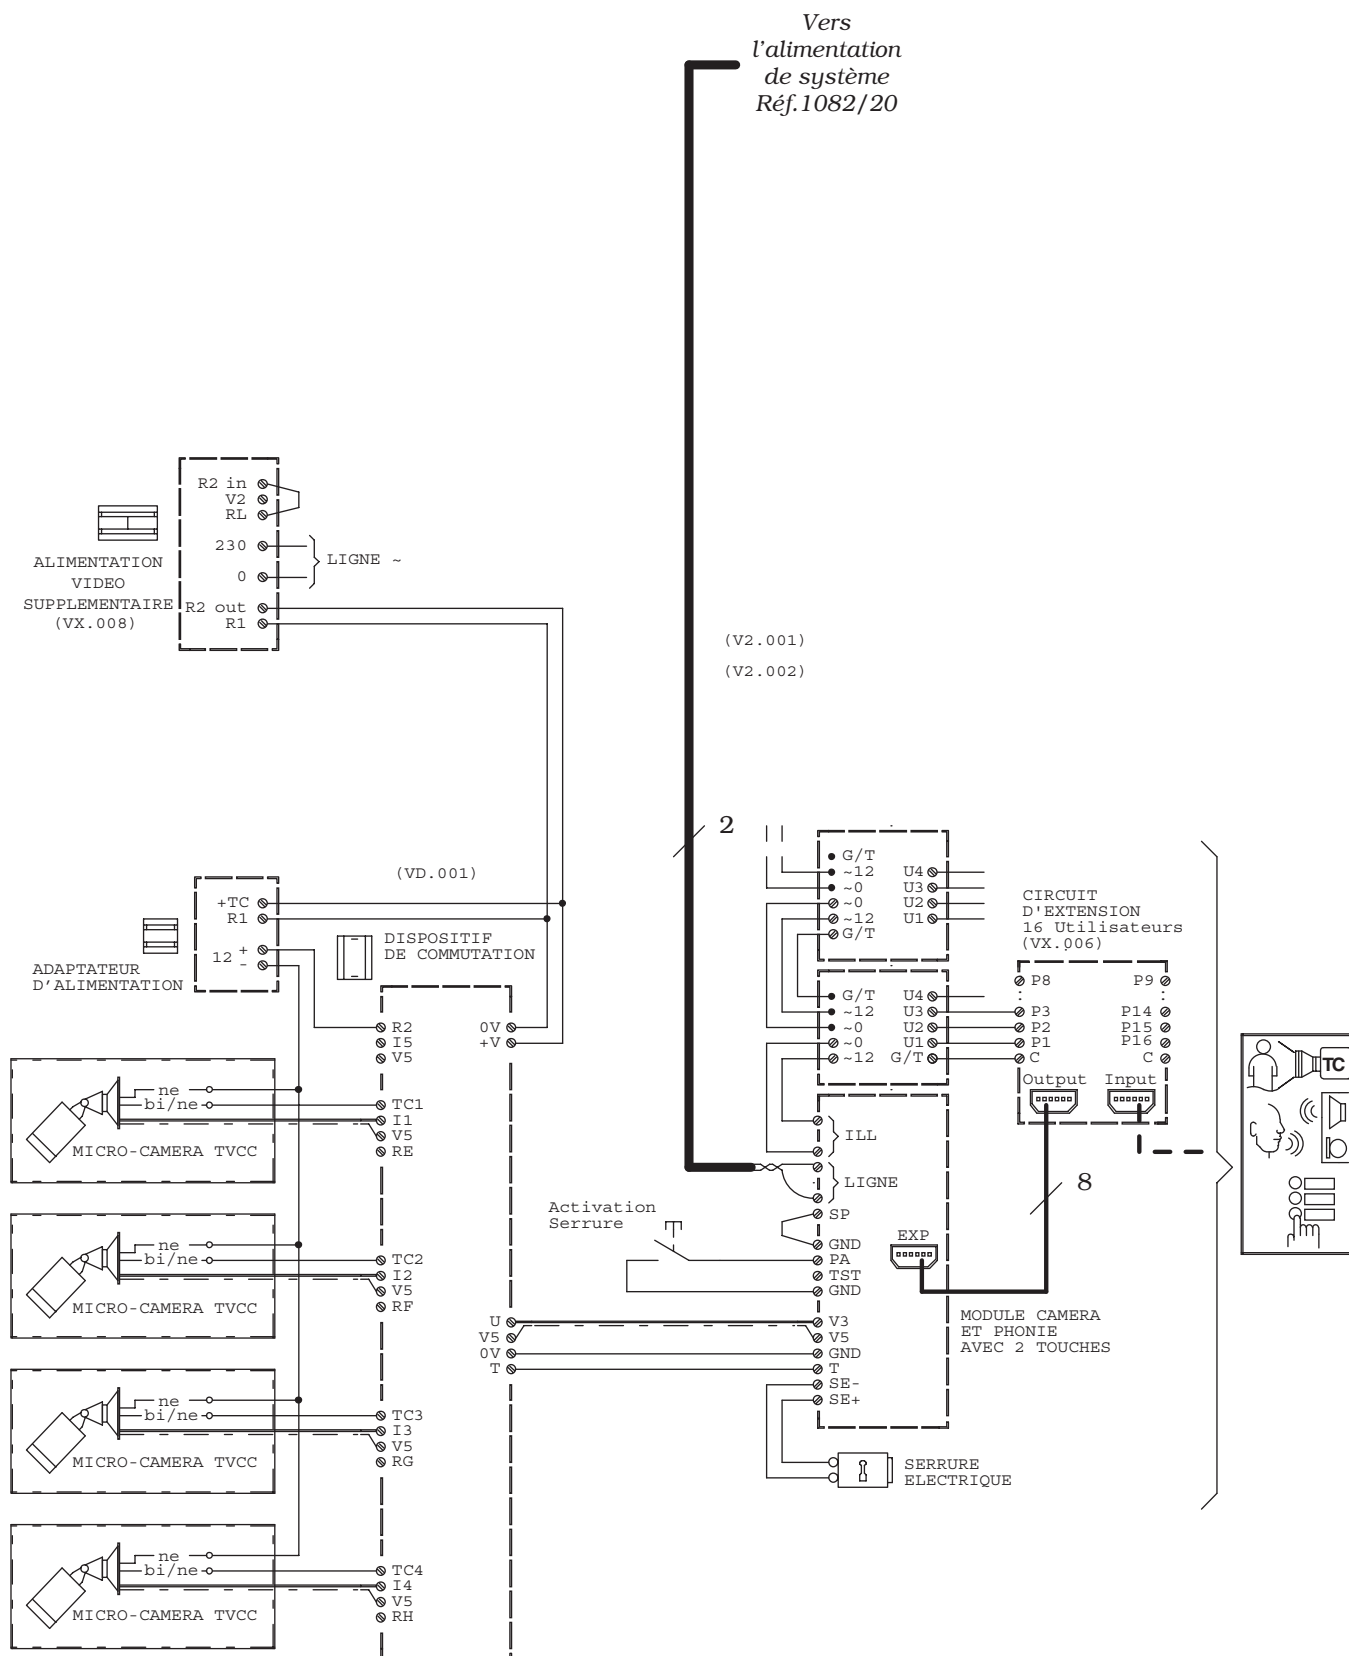 Vers
l'alimentation
de système
Réf.1082/20
R2 in
V2
RL
230
0
R2 out
R1
LIGNE ~
ALIMENTATION
VIDEO
SUPPLEMENTAIRE
(VX.008)
(V2.001)
(V2.002)
2
(VD.001)
+TC
R1
12 +
-
ADAPTATEUR
D'ALIMENTATION
DISPOSITIF
DE COMMUTATION
R2
I5
V5
0V
+V
ne
bi/ne
MICRO-CAMERA TVCC
TC1
I1
V5
RE
ne
bi/ne
MICRO-CAMERA TVCC
TC2
I2
V5
RF
ne
bi/ne
MICRO-CAMERA TVCC
TC3
I3
V5
RG
ne
bi/ne
MICRO-CAMERA TVCC
TC4
I4
V5
RH
U
V5
0V
T
G/T
~12
~0
~0
~12
G/T
U4
U3
U2
U1
G/T
~12
~0
~0
~12
U4
U3
U2
U1
G/T
CIRCUIT
D'EXTENSION
16 Utilisateurs
(VX.006)
P8
P3
P2
P1
C
P9
P14
P15
P16
C
Output
Input
ILL
LIGNE
SP
GND
PA
TST
GND
V3
V5
GND
T
SE-
SE+
EXP
8
Activation
Serrure
MODULE CAMERA
ET PHONIE
AVEC 2 TOUCHES
SERRURE
ELECTRIQUE
TC